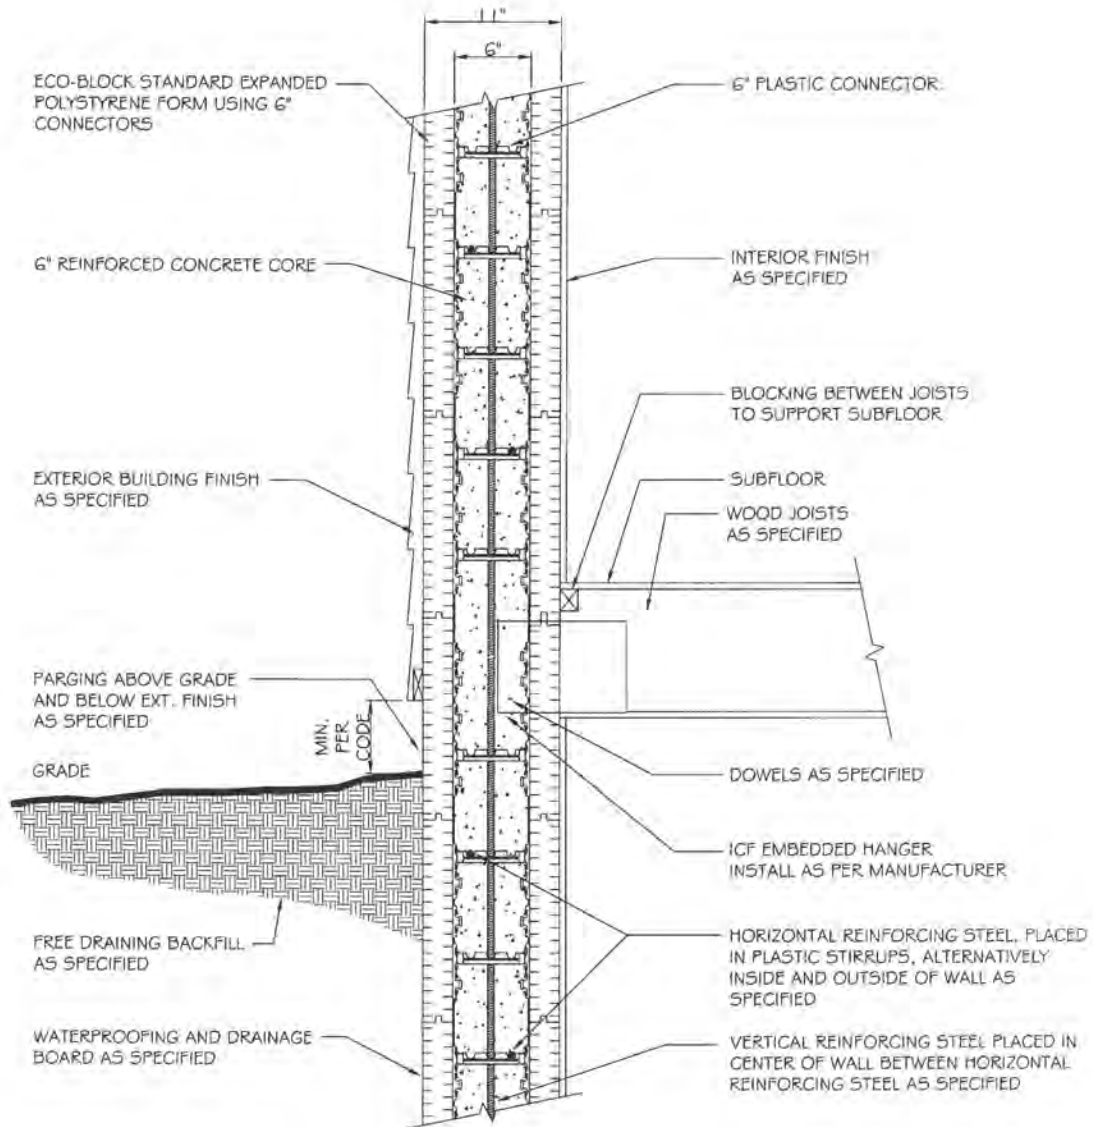 11"
6"
ECO-BLOCK STANDARD EXPANDED
POLYSTYRENE FORM USING 6"
CONNECTORS
6" PLASTIC CONNECTOR
6" REINFORCED CONCRETE CORE
INTERIOR FINISH
AS SPECIFIED
BLOCKING BETWEEN JOISTS
TO SUPPORT SUBFLOOR
EXTERIOR BUILDING FINISH
AS SPECIFIED
SUBFLOOR
WOOD JOISTS
AS SPECIFIED
PARGING ABOVE GRADE
AND BELOW EXT. FINISH
AS SPECIFIED
MIN.
PER
CODE
GRADE
DOWELS AS SPECIFIED
ICF EMBEDDED HANGER
INSTALL AS PER MANUFACTURER
FREE DRAINING BACKFILL
AS SPECIFIED
HORIZONTAL REINFORCING STEEL, PLACED
IN PLASTIC STIRRUPS, ALTERNATIVELY
INSIDE AND OUTSIDE OF WALL AS
SPECIFIED
WATERPROOFING AND DRAINAGE
BOARD AS SPECIFIED
VERTICAL REINFORCING STEEL PLACED IN
CENTER OF WALL BETWEEN HORIZONTAL
REINFORCING STEEL AS SPECIFIED